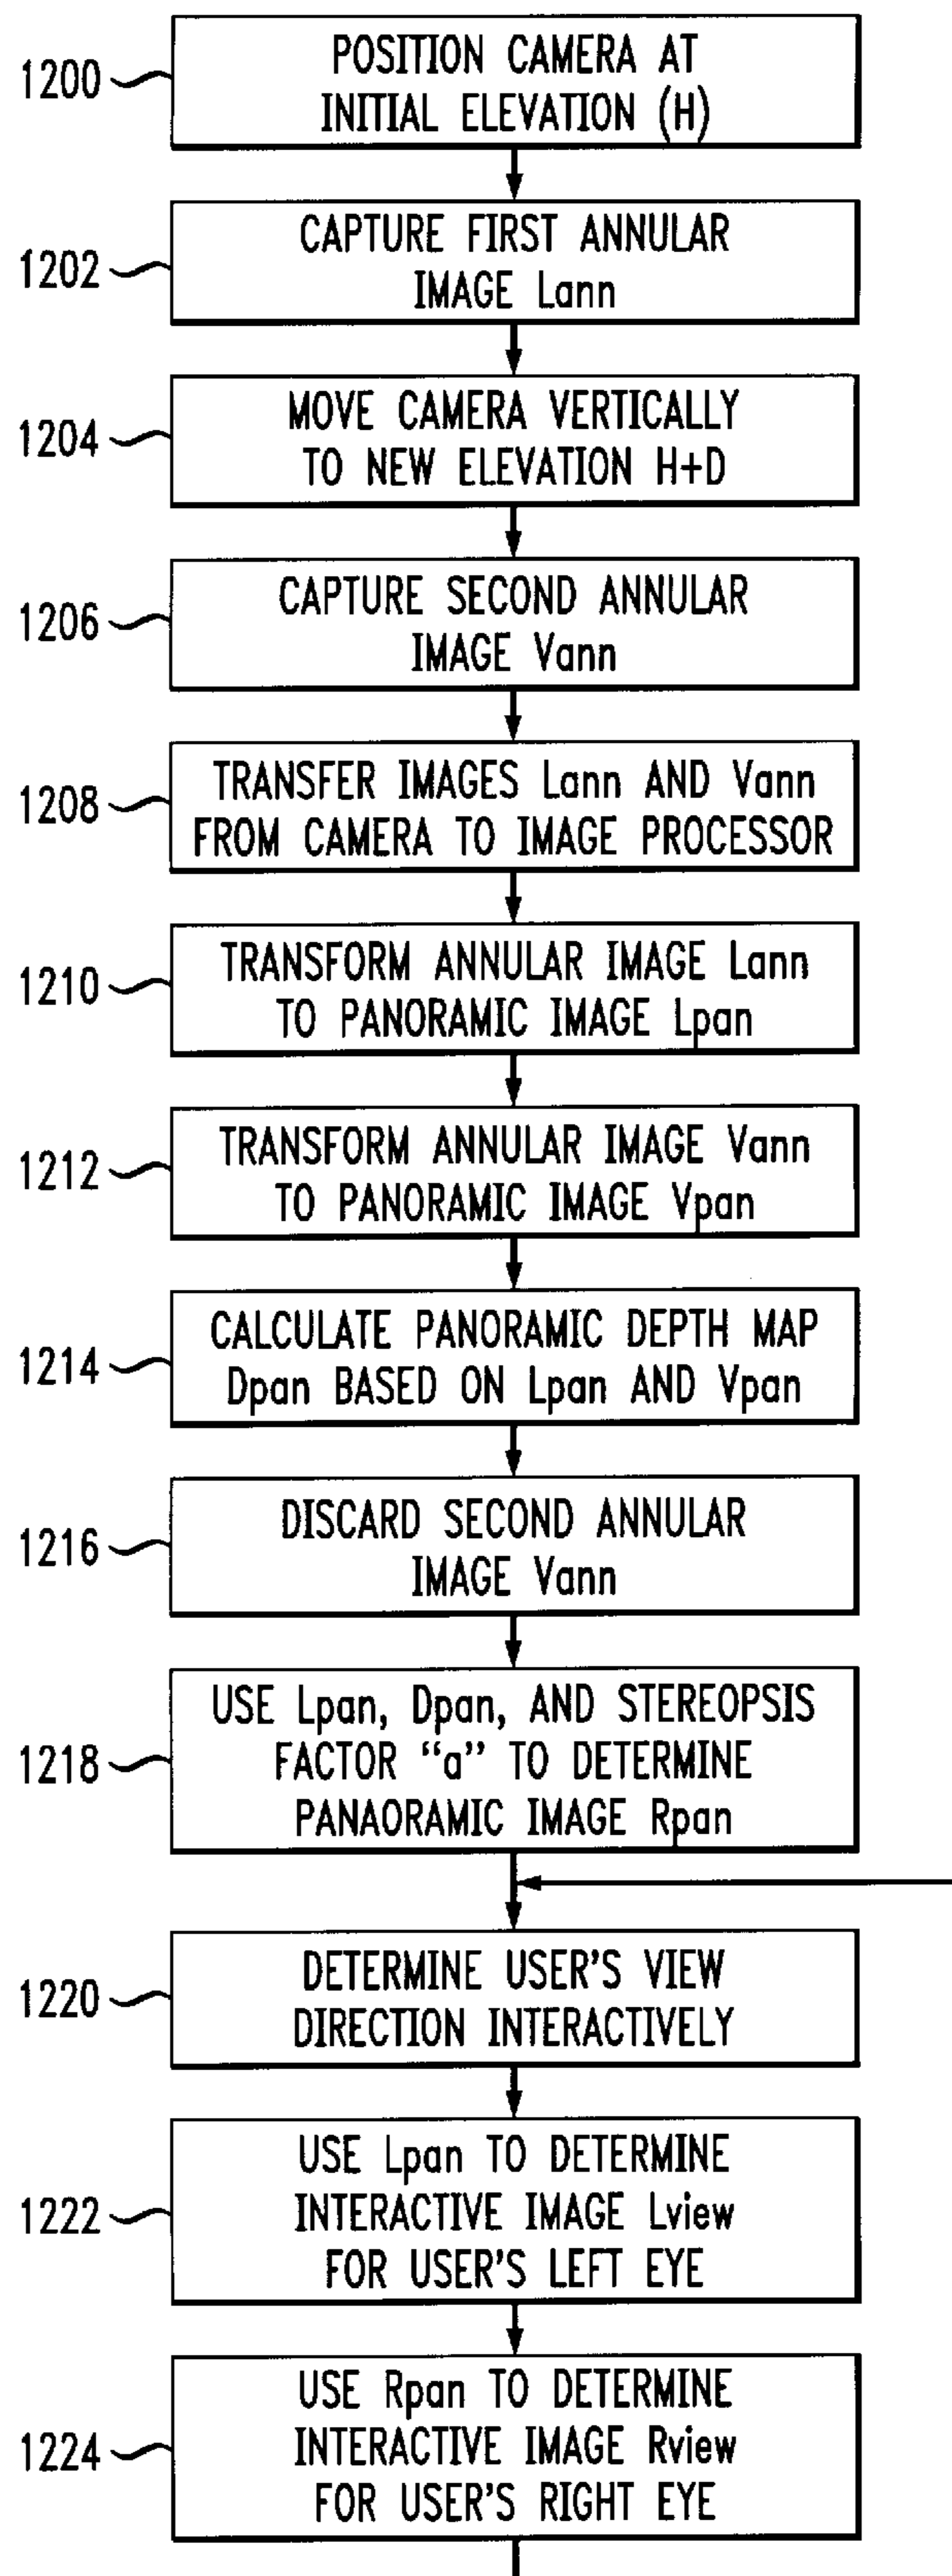 1200
POSITION CAMERA AT
INITIAL ELEVATION (H)
1202
CAPTURE FIRST ANNULAR
IMAGE Lann
1204
MOVE CAMERA VERTICALLY
TO NEW ELEVATION H+D
1206
CAPTURE SECOND ANNULAR
IMAGE Vann
1208
TRANSFER IMAGES Lann AND Vann
FROM CAMERA TO IMAGE PROCESSOR
1210
TRANSFORM ANNULAR IMAGE Lann
TO PANORAMIC IMAGE Lpan
1212
TRANSFORM ANNULAR IMAGE Vann
TO PANORAMIC IMAGE Vpan
1214
CALCULATE PANORAMIC DEPTH MAP
Dpan BASED ON Lpan AND Vpan
1216
DISCARD SECOND ANNULAR
IMAGE Vann
1218
USE Lpan, Dpan, AND STEREOPSIS
FACTOR “a” TO DETERMINE
PANAORAMIC IMAGE Rpan
1220
DETERMINE USER'S VIEW
DIRECTION INTERACTIVELY
1222
USE Lpan TO DETERMINE
INTERACTIVE IMAGE Lview
FOR USER'S LEFT EYE
1224
USE Rpan TO DETERMINE
INTERACTIVE IMAGE Rview
FOR USER'S RIGHT EYE